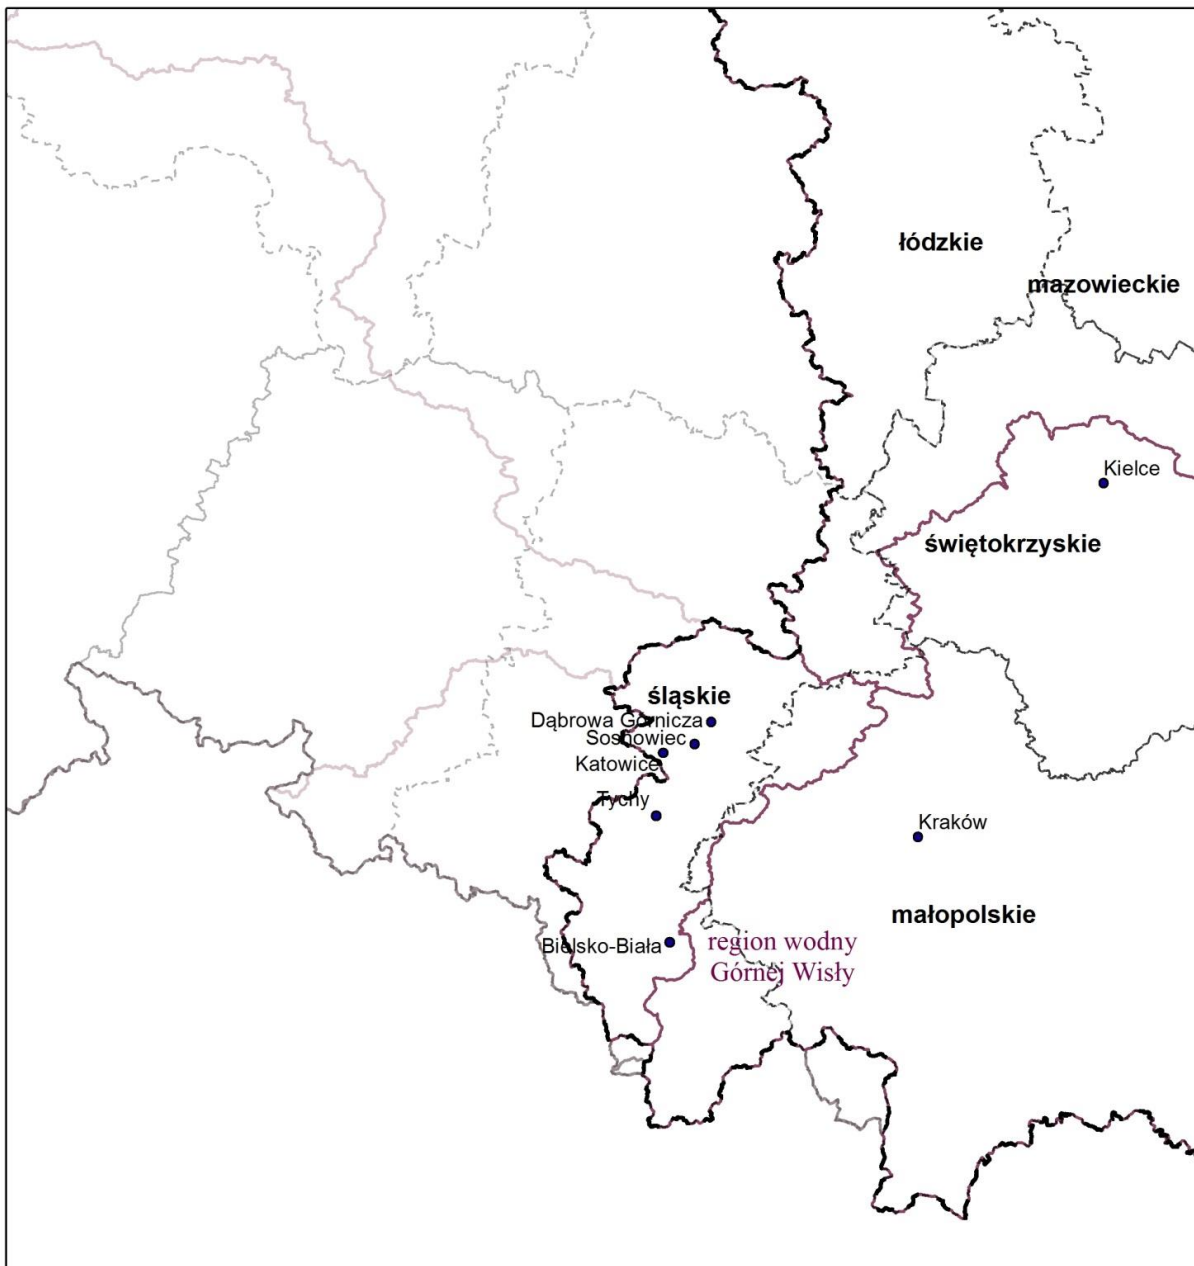 łódzkie
mazowieckie
Kielce
świętokrzyskie
śląskie
Dąbrowa Górnicza
Sosnowiec
Katowice
Tychy
Kraków
małopolskie
Bielsko-Biała
region wodny
Górnej Wisły